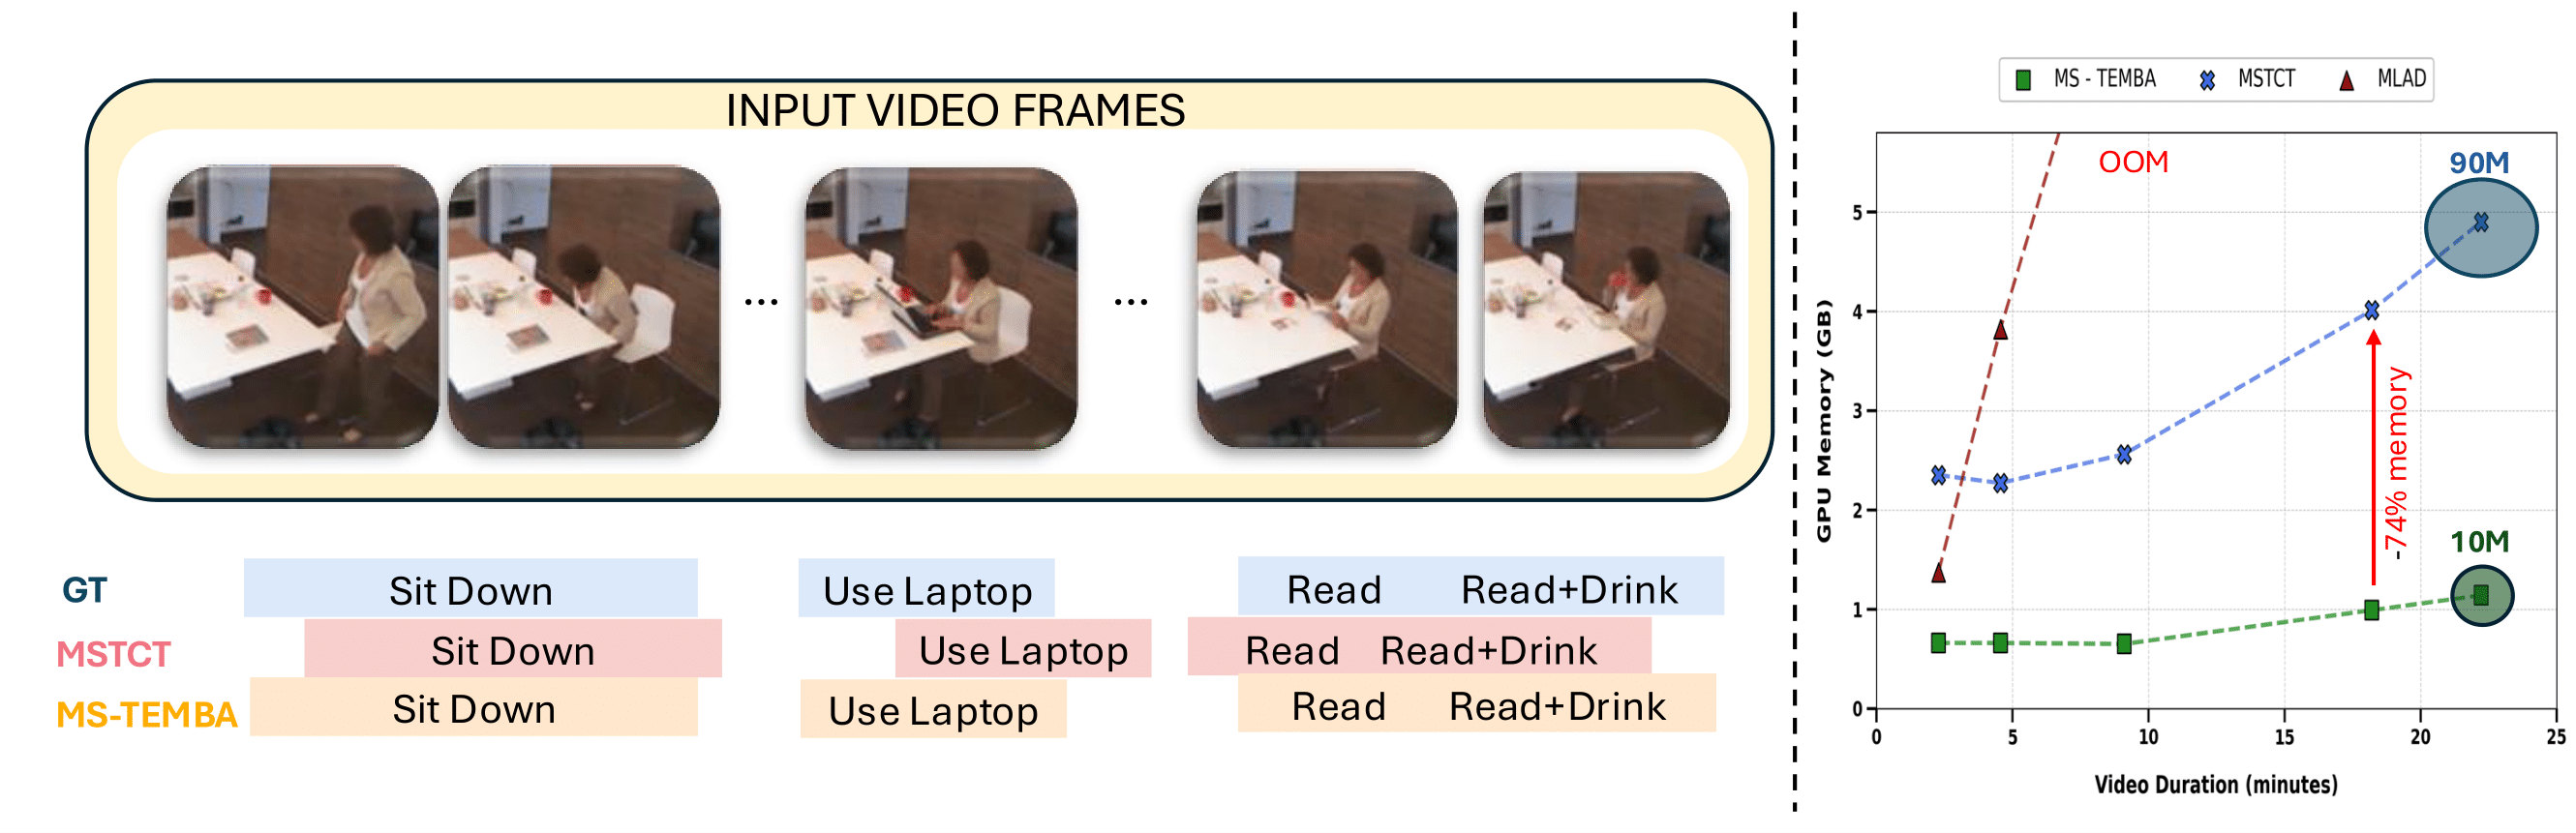 INPUT VIDEO FRAMES
...
...
GT
Sit Down
Use Laptop
Read
Read+Drink
MSTCT
Sit Down
Use Laptop
Read
Read+Drink
MS-TEMBA
Sit Down
Use Laptop
Read
Read+Drink
MS - TEMBA
MSTCT
MLAD
OOM
90M
10M
-74% memory
GPU Memory (GB)
5
4
3
2
1
0
0
5
10
15
20
25
Video Duration (minutes)